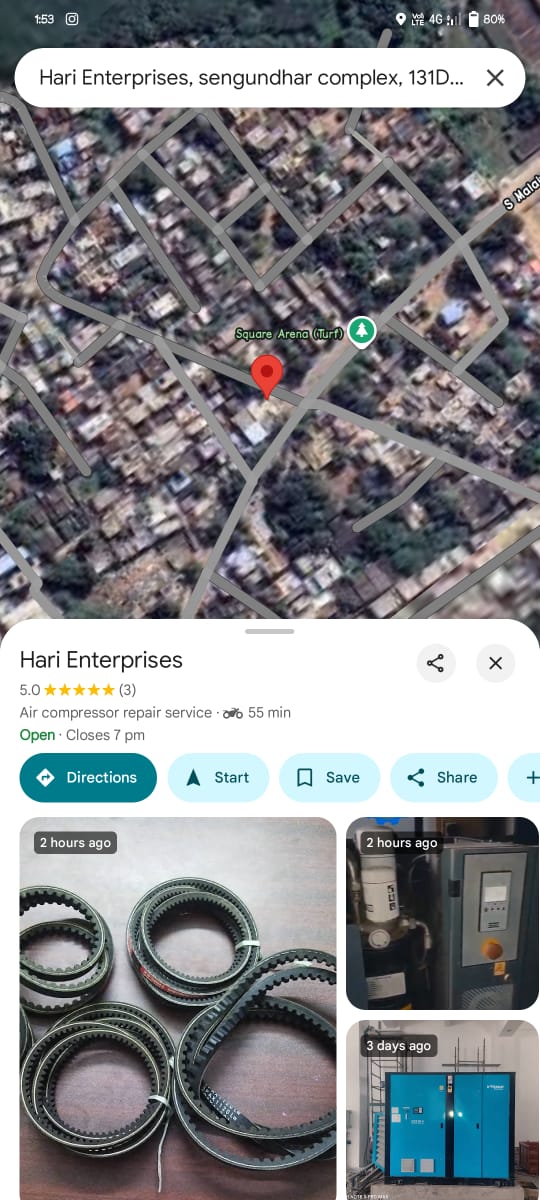 1:53
Vo) LTE 4G 80%
Hari Enterprises, sengundhar complex, 131D...
S Malai
Square Arena (Turf)
Hari Enterprises
5.0 (3)
Air compressor repair service · 55 min
Open · Closes 7 pm
Directions
Start
Save
Share
2 hours ago
2 hours ago
3 days ago